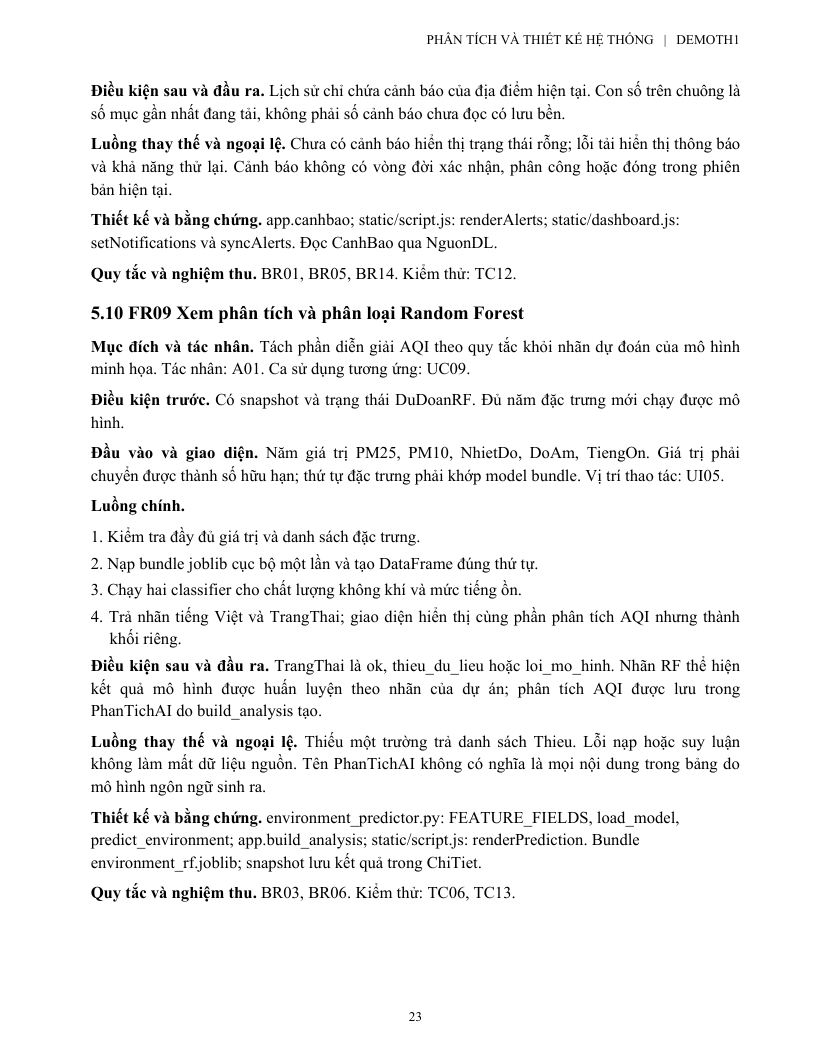 PHÂN TÍCH VÀ THIẾT KẾ HỆ THỐNG | DEMOTH1
Điều kiện sau và đầu ra. Lịch sử chỉ chứa cảnh báo của địa điểm hiện tại. Con số trên chuông là
số mục gần nhất đang tải, không phải số cảnh báo chưa đọc có lưu bền.
Luồng thay thế và ngoại lệ. Chưa có cảnh báo hiển thị trạng thái rỗng; lỗi tải hiển thị thông báo
và khả năng thử lại. Cảnh báo không có vòng đời xác nhận, phân công hoặc đóng trong phiên
bản hiện tại.
Thiết kế và bằng chứng. app.canhbao; static/script.js: renderAlerts; static/dashboard.js:
setNotifications và syncAlerts. Đọc CanhBao qua NguonDL.
Quy tắc và nghiệm thu. BR01, BR05, BR14. Kiểm thử: TC12.
5.10 FR09 Xem phân tích và phân loại Random Forest
Mục đích và tác nhân. Tách phần diễn giải AQI theo quy tắc khỏi nhãn dự đoán của mô hình
minh họa. Tác nhân: A01. Ca sử dụng tương ứng: UC09.
Điều kiện trước. Có snapshot và trạng thái DuDoanRF. Đủ năm đặc trưng mới chạy được mô
hình.
Đầu vào và giao diện. Năm giá trị PM25, PM10, NhietDo, DoAm, TiengOn. Giá trị phải
chuyển được thành số hữu hạn; thứ tự đặc trưng phải khớp model bundle. Vị trí thao tác: UI05.
Luồng chính.
1. Kiểm tra đầy đủ giá trị và danh sách đặc trưng.
2. Nạp bundle joblib cục bộ một lần và tạo DataFrame đúng thứ tự.
3. Chạy hai classifier cho chất lượng không khí và mức tiếng ồn.
4. Trả nhãn tiếng Việt và TrangThai; giao diện hiển thị cùng phần phân tích AQI nhưng thành
khối riêng.
Điều kiện sau và đầu ra. TrangThai là ok, thieu_du_lieu hoặc loi_mo_hinh. Nhãn RF thể hiện
kết quả mô hình được huấn luyện theo nhãn của dự án; phân tích AQI được lưu trong
PhanTichAI do build_analysis tạo.
Luồng thay thế và ngoại lệ. Thiếu một trường trả danh sách Thieu. Lỗi nạp hoặc suy luận
không làm mất dữ liệu nguồn. Tên PhanTichAI không có nghĩa là mọi nội dung trong bảng do
mô hình ngôn ngữ sinh ra.
Thiết kế và bằng chứng. environment_predictor.py: FEATURE_FIELDS, load_model,
predict_environment; app.build_analysis; static/script.js: renderPrediction. Bundle
environment_rf.joblib; snapshot lưu kết quả trong ChiTiet.
Quy tắc và nghiệm thu. BR03, BR06. Kiểm thử: TC06, TC13.
23